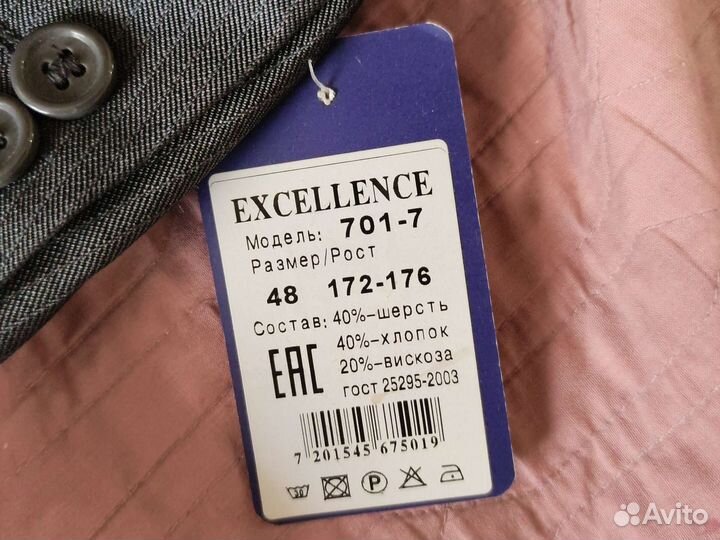 EXCELLENCE
Модель: 701-7
Размер/Рост
48 172-176
Состав: 40%-шерсть
40%-хлопок
20%-вискоза
ГОСТ 25295-2003
EAC
7 201545 675019
P
Avito